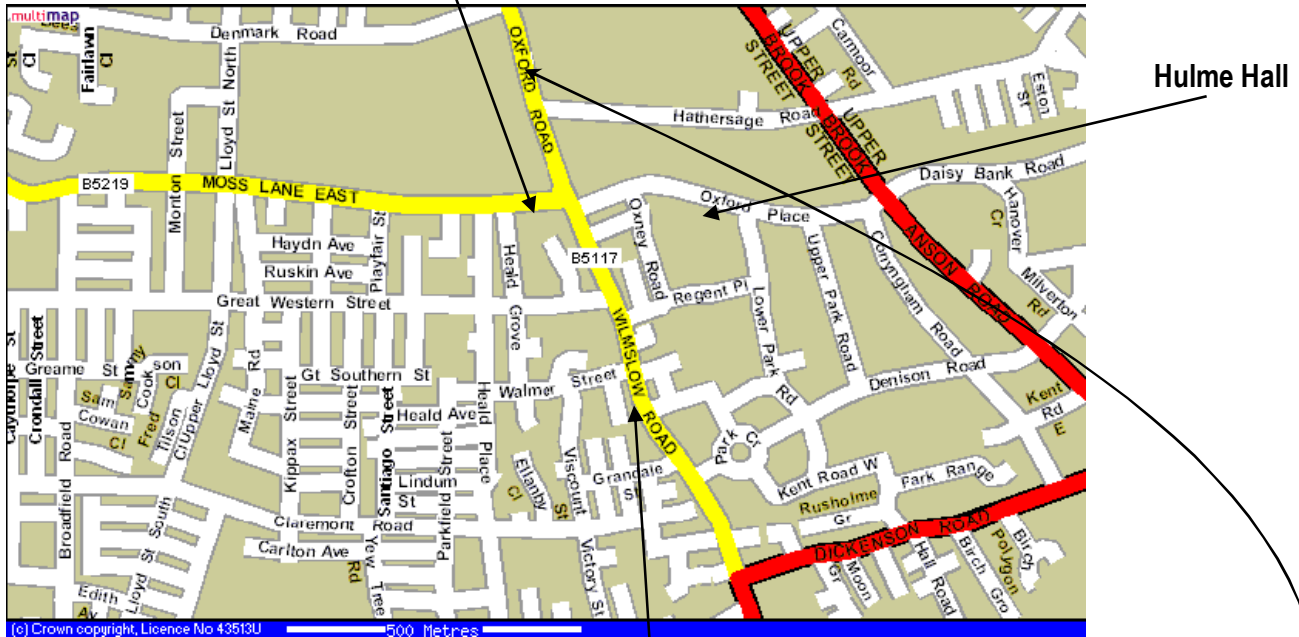 multimap
Lees
Denmark Road
St
Cl
Fairlawn
Cl
Lloyd St North
Monton Street
OXFORD
ROAD
UPPER
BROOK
STREET
UPPER
BROOK
STREET
Carmoor
Rd
Eston
St
Hulme Hall
Hathersage Road
B5219
MOSS LANE EAST
Daisy Bank Road
Hanover
Cr
Oxford Place
Oxney
Road
Playfair St
Haydn Ave
Ruskin Ave
Heald
Grove
B5117
Upper Park Road
Conyngham Road
ANSON
ROAD
Milverton
Rd
Great Western Street
Regent Pl
Lower Park
Rd
WILMSLOW
ROAD
Caythorpe St
Crondall Street
Greame St
Sammy
Cookson
Cl
Sam
Cowan
Cl
Fred
Tilson
Cl
Upper Lloyd St
Maine Rd
Gt Southern St
Walmer Street
Denison Road
Kent
Rd
E
Kippax Street
Crofton Street
Santiago Street
Heald Ave
Heald Place
Parkfield Street
Lindum
St
Ellanby
Cl
Viscount
St
Grandale
St
Park
Cr
Kent Road W
Park Range
Rusholme
Gr
DICKENSON ROAD
Broadfield Road
Claremont Road
Carlton Ave
Yew Tree
Rd
Victory St
Moon
Gr
Hall Road
Birch Gro
Birch
Polygon
Lloyd St South
Edith
Av
(c) Crown copyright, Licence No 43513U
500 Metres